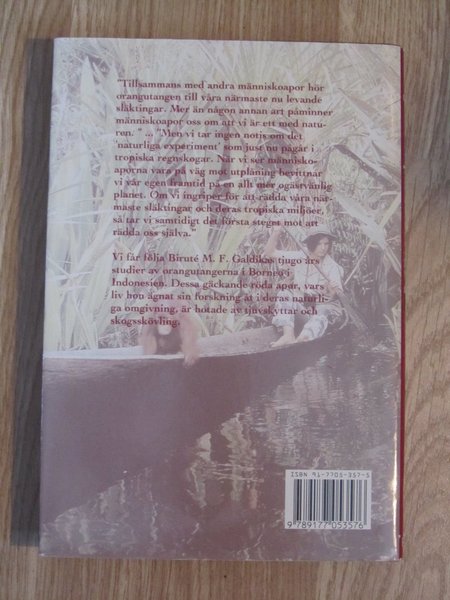 "Tillsammans med andra människoapor hör
orangutangen till våra närmaste nu levande
släktingar. Mer än någon annan art påminner
människoapor oss om att vi är ett med natu-
ren. " ... "Men vi tar ingen notis om det
'naturliga experiment' som just nu pågår i
tropiska regnskogar. När vi ser människo-
aporna vara på väg mot utplåning bevittnar
vi vår egen framtid på en allt mer ogästvänlig
planet. Om vi ingriper för att rädda våra när-
maste släktingar och deras tropiska miljöer,
så tar vi samtidigt det första steget mot att
rädda oss själva."
Vi får följa Biruté M. F. Galdikas tjugo års
studier av orangutangerna i Borneo i
Indonesien. Dessa gäckande röda apor, vars
liv hon ägnat sin forskning åt i deras naturli-
ga omgivning, är hotade av tjuvskyttar och
skogsskövling.
ISBN 91-7705-357-5
9 789177 053576